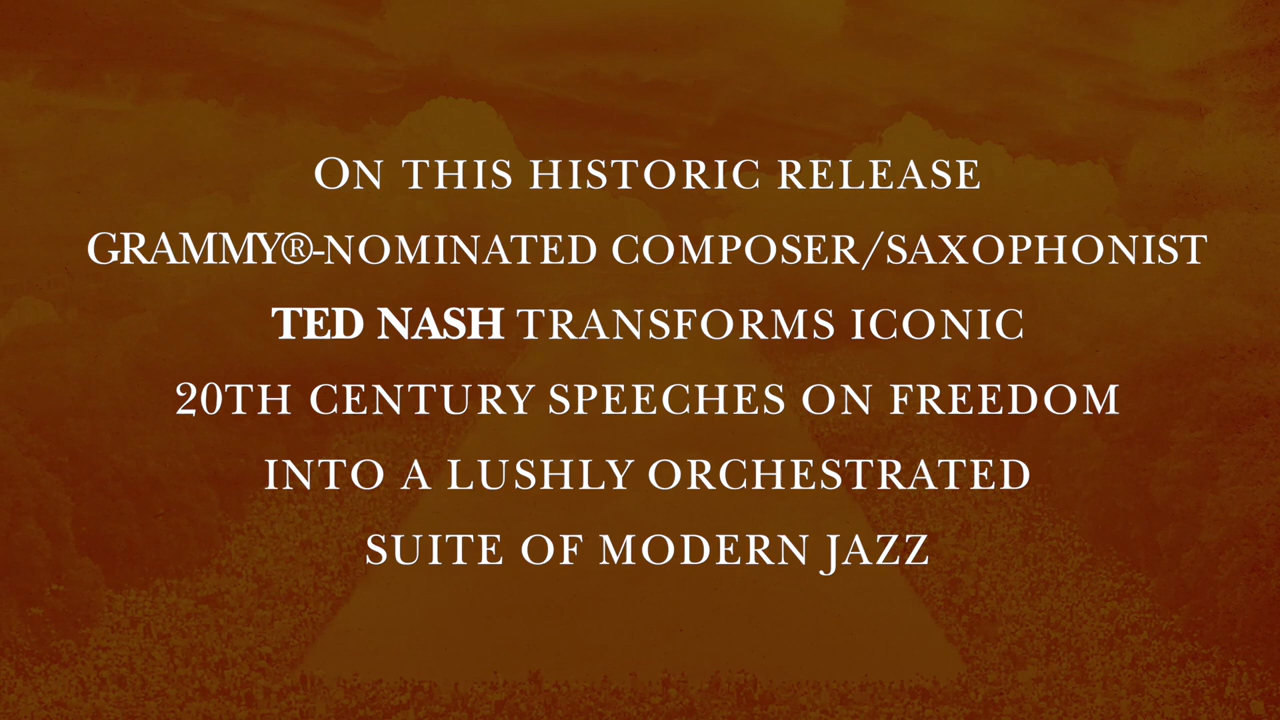 ON THIS HISTORIC RELEASE
GRAMMY®-NOMINATED COMPOSER/SAXOPHONIST
TED NASH TRANSFORMS ICONIC
20TH CENTURY SPEECHES ON FREEDOM
INTO A LUSHLY ORCHESTRATED
SUITE OF MODERN JAZZ